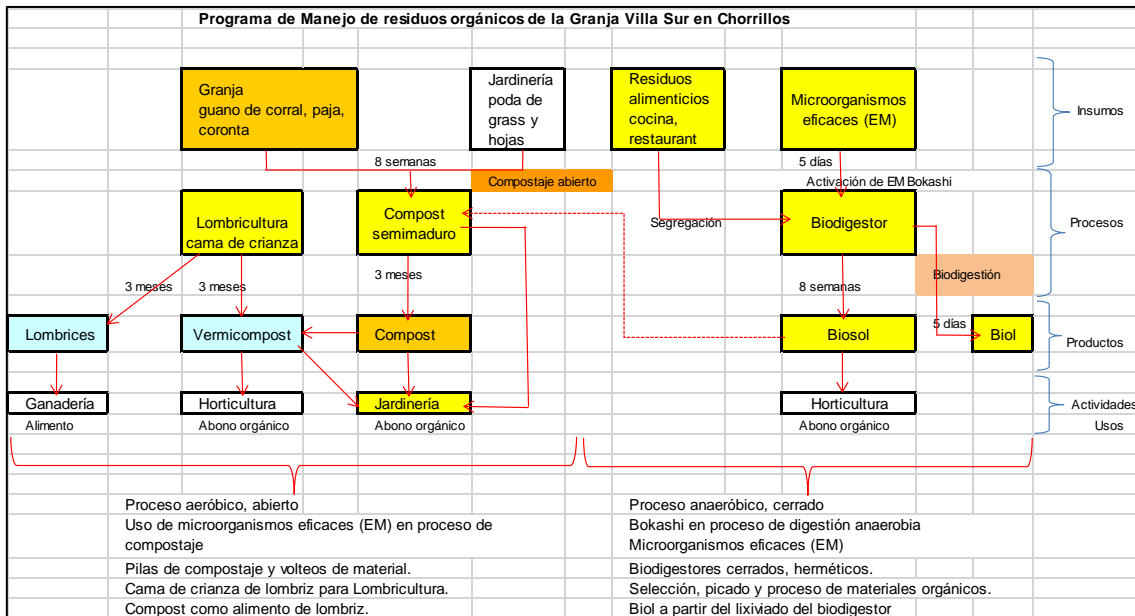 Programa de Manejo de residuos orgánicos de la Granja Villa Sur en Chorrillos
Granja
guano de corral, paja,
coronta
Jardinería
poda de
grass y
hojas
Residuos
alimenticios
cocina,
restaurant
Microorganismos
eficaces (EM)
Insumos
8 semanas
5 días
Compostaje abierto
Activación de EM Bokashi
Lombricultura
cama de crianza
Compost
semimaduro
Segregación
Biodigestor
Procesos
3 meses
3 meses
3 meses
8 semanas
Biodigestión
Lombrices
Vermicompost
Compost
Biosol
5 días
Biol
Productos
Ganadería
Horticultura
Jardinería
Horticultura
Actividades
Alimento
Abono orgánico
Abono orgánico
Abono orgánico
Usos
Proceso aeróbico, abierto
Uso de microorganismos eficaces (EM) en proceso de
compostaje
Pilas de compostaje y volteos de material.
Cama de crianza de lombriz para Lombricultura.
Compost como alimento de lombriz.
Proceso anaeróbico, cerrado
Bokashi en proceso de digestión anaerobia
Microorganismos eficaces (EM)
Biodigestores cerrados, herméticos.
Selección, picado y proceso de materiales orgánicos.
Biol a partir del lixiviado del biodigestor